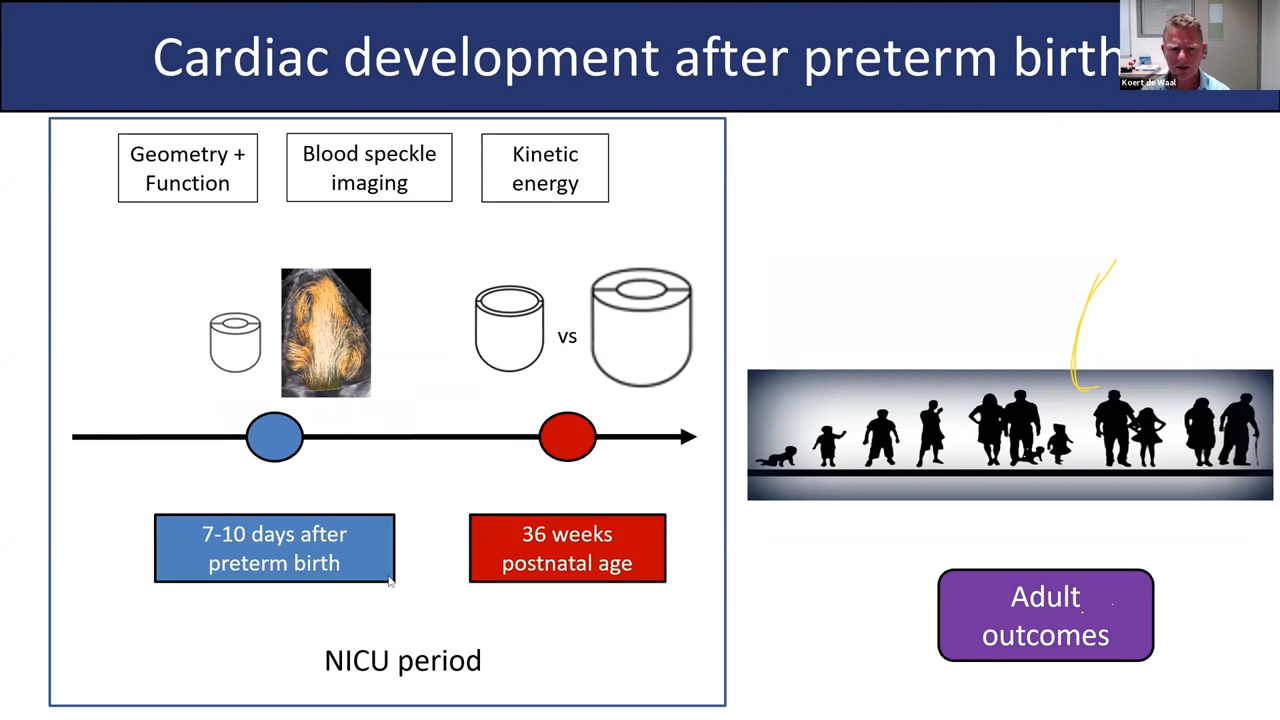 Cardiac development after preterm birth
Koert de Waal
Geometry +
Function
Blood speckle
imaging
Kinetic
energy
vs
7-10 days after
preterm birth
36 weeks
postnatal age
NICU period
Adult
outcomes